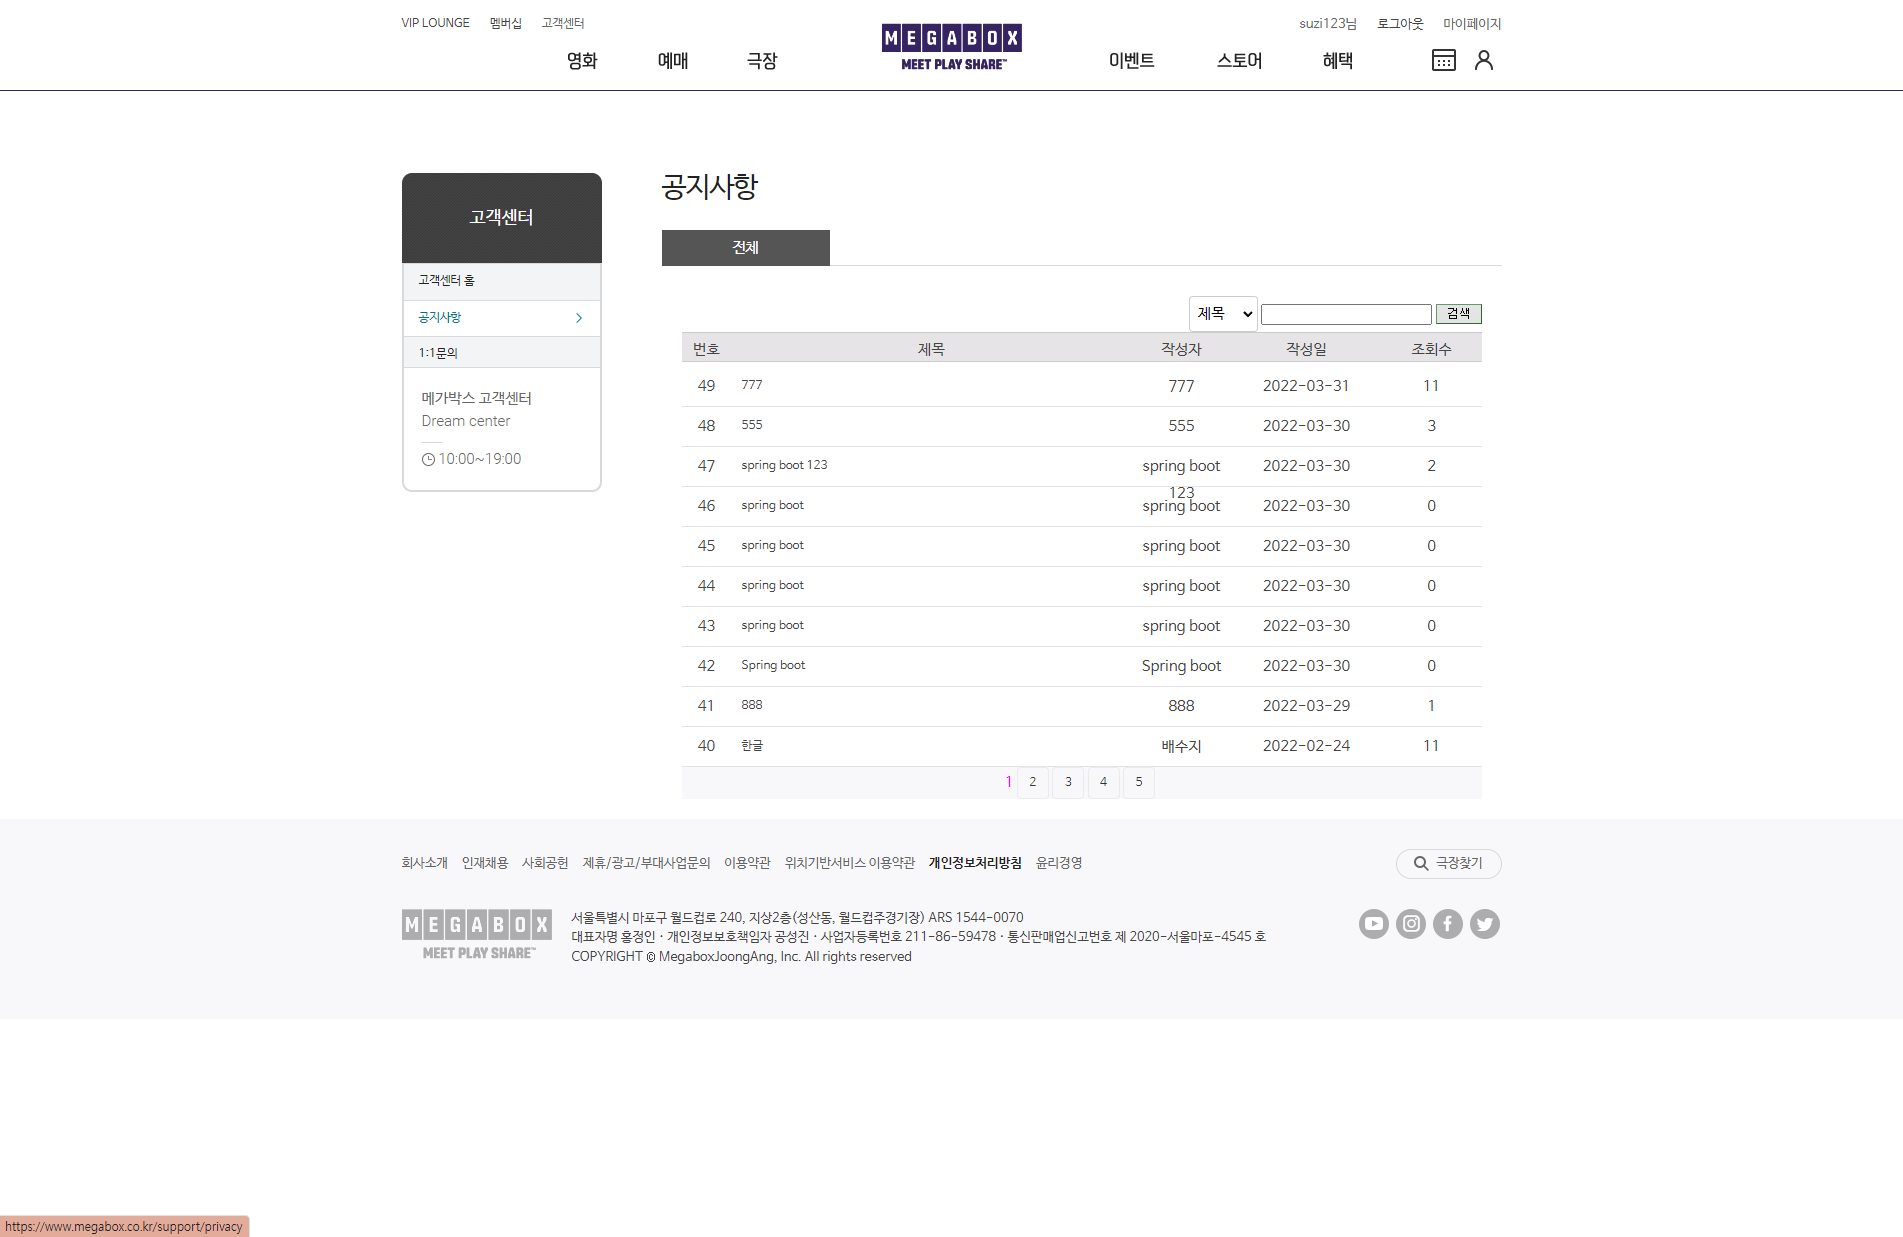 VIP LOUNGE 멤버십 고객센터
suzi123님 로그아웃 마이페이지
영화 예매 극장
MEGABOX
MEET PLAY SHARE™
이벤트 스토어 혜택
고객센터
고객센터 홈
공지사항
1:1문의
메가박스 고객센터
Dream center
10:00~19:00
공지사항
전체
제목 검색
번호 제목 작성자 작성일 조회수
49 777 777 2022-03-31 11
48 555 555 2022-03-30 3
47 spring boot 123 spring boot 123 2022-03-30 2
46 spring boot spring boot 2022-03-30 0
45 spring boot spring boot 2022-03-30 0
44 spring boot spring boot 2022-03-30 0
43 spring boot spring boot 2022-03-30 0
42 Spring boot Spring boot 2022-03-30 0
41 888 888 2022-03-29 1
40 한글 배수지 2022-02-24 11
1 2 3 4 5
회사소개 인재채용 사회공헌 제휴/광고/부대사업문의 이용약관 위치기반서비스 이용약관 개인정보처리방침 윤리경영
극장찾기
MEGABOX
MEET PLAY SHARE™
서울특별시 마포구 월드컵로 240, 지상2층(성산동, 월드컵주경기장) ARS 1544-0070
대표자명 홍정인 · 개인정보보호책임자 공성진 · 사업자등록번호 211-86-59478 · 통신판매업신고번호 제 2020-서울마포-4545 호
COPYRIGHT © MegaboxJoongAng, Inc. All rights reserved
https://www.megabox.co.kr/support/privacy